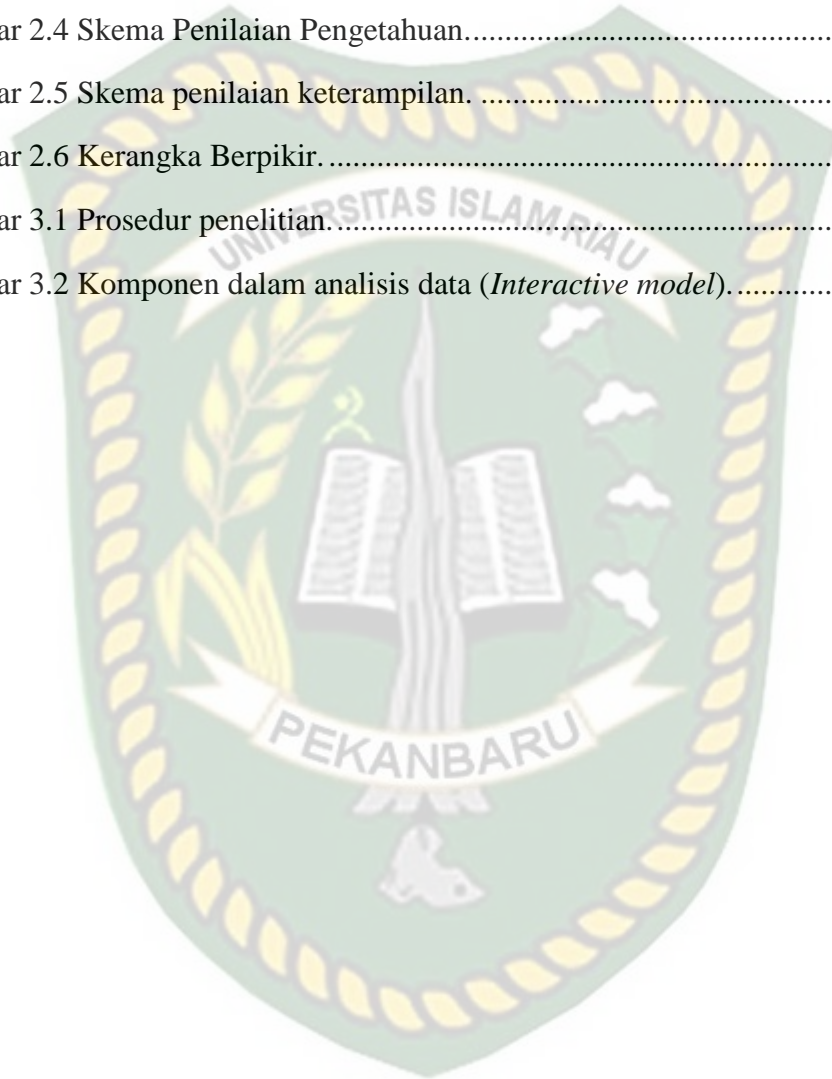 ar 2.4 Skema Penilaian Pengetahuan.....................................................
ar 2.5 Skema penilaian keterampilan. ...................................................
ar 2.6 Kerangka Berpikir. .......................................................................
ar 3.1 Prosedur penelitian.......................................................................
UNIVERSITAS ISLAM RIAU
ar 3.2 Komponen dalam analisis data (Interactive model). ..............
PEKANBARU